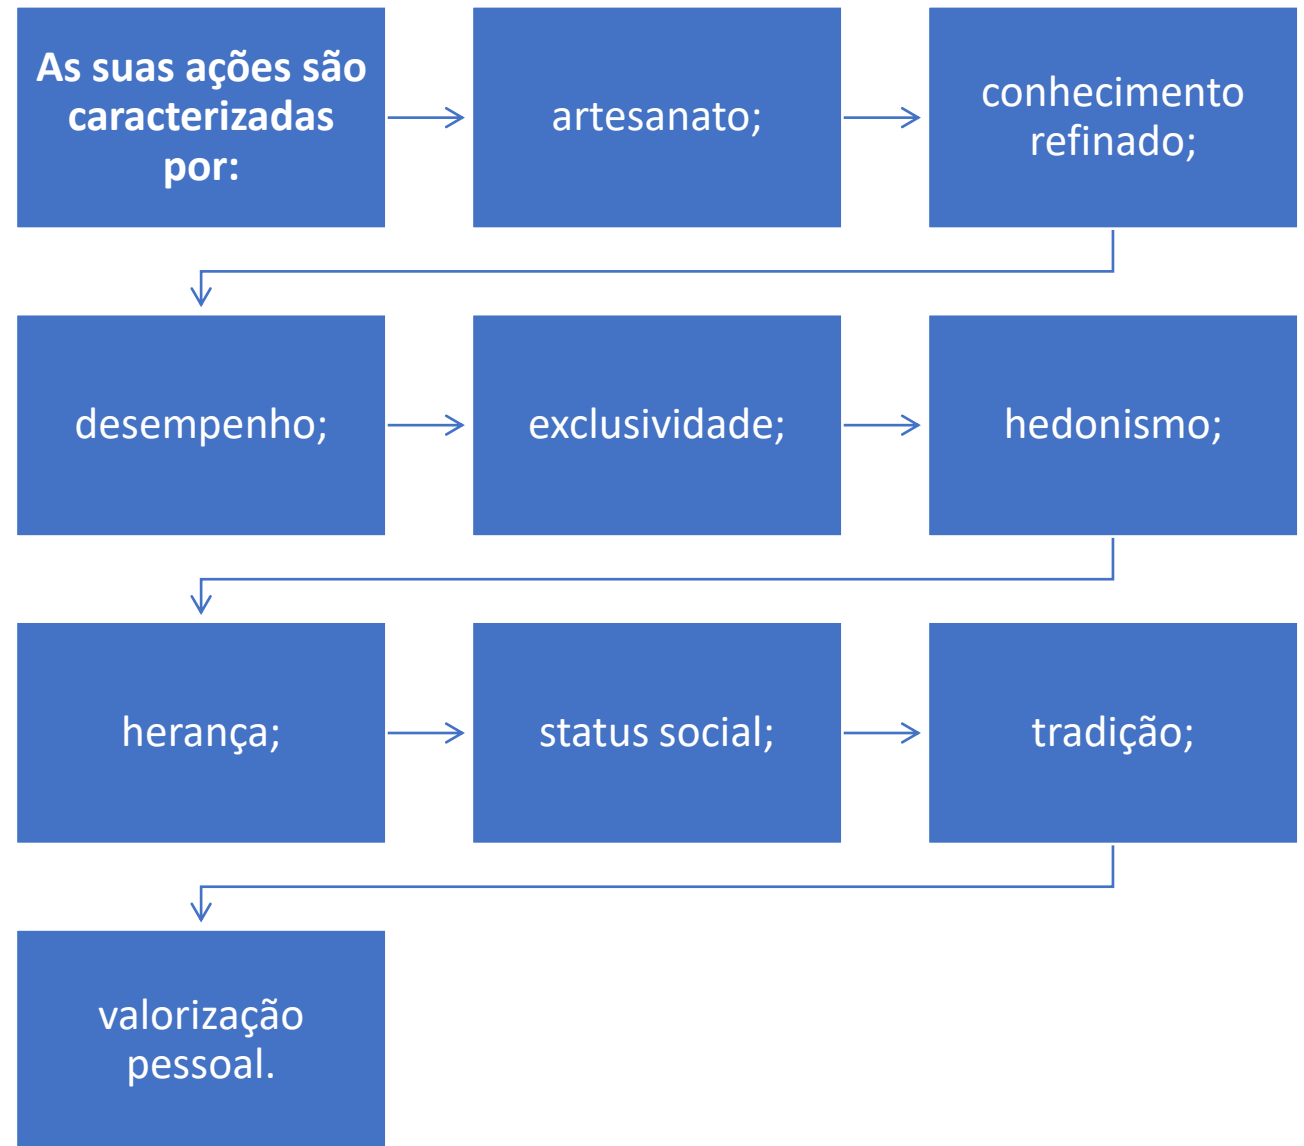 As suas ações são
caracterizadas
por:
artesanato;
conhecimento
refinado;
desempenho;
exclusividade;
hedonismo;
herança;
status social;
tradição;
valorização
pessoal.